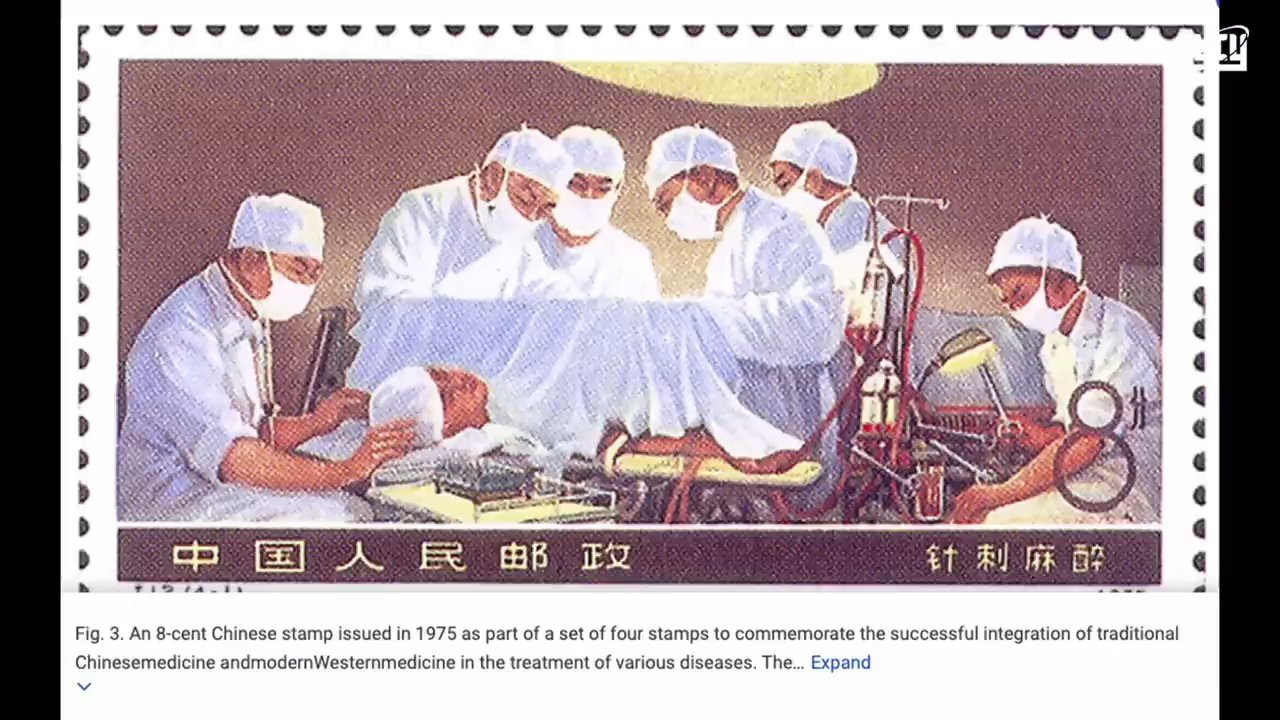 8分
中国人民邮政
针刺麻醉
Fig. 3. An 8-cent Chinese stamp issued in 1975 as part of a set of four stamps to commemorate the successful integration of traditional
Chinesemedicine andmodernWesternmedicine in the treatment of various diseases. The... Expand